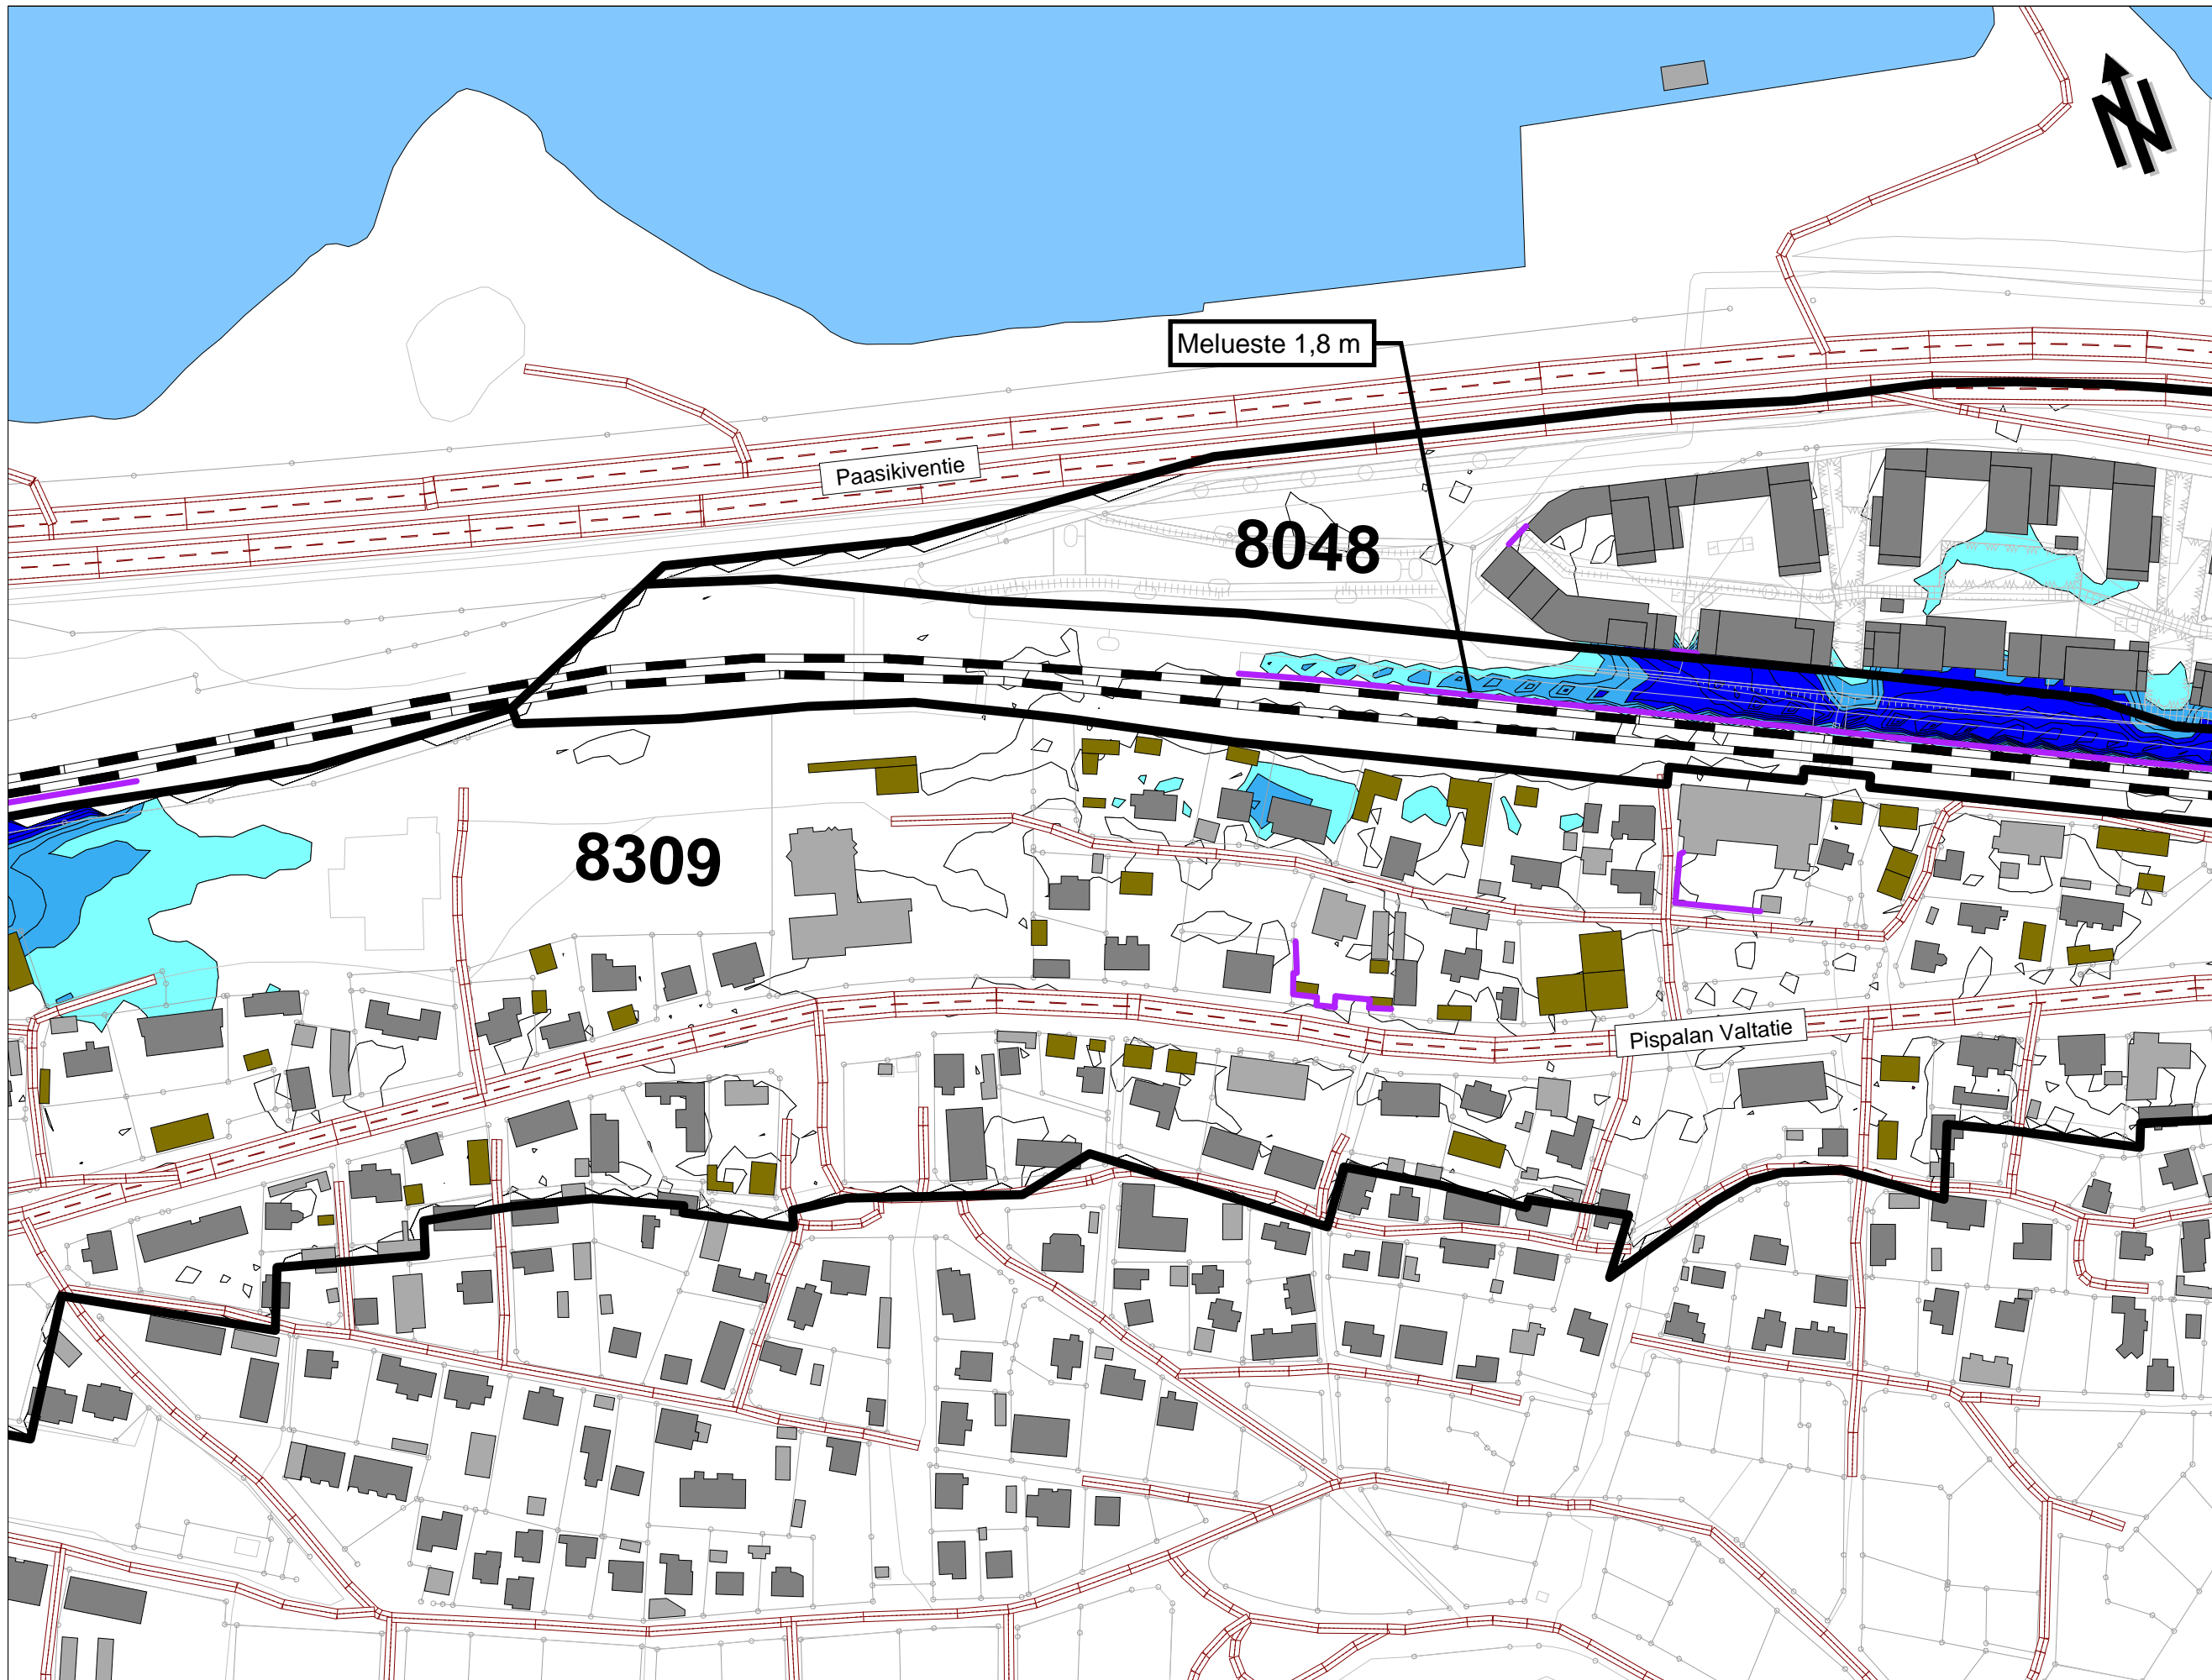 Melueste 1,8 m
Paasikiventie
8048
8309
Pispalan Valtatie
N